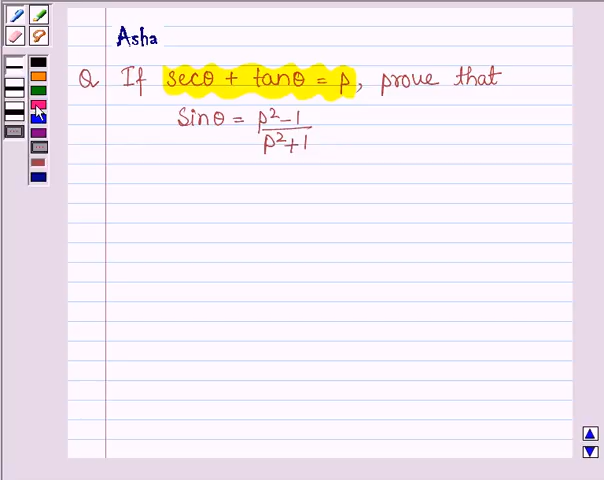 Asha
Q If secθ + tanθ = p, prove that
Sinθ = p²-1
p²+1